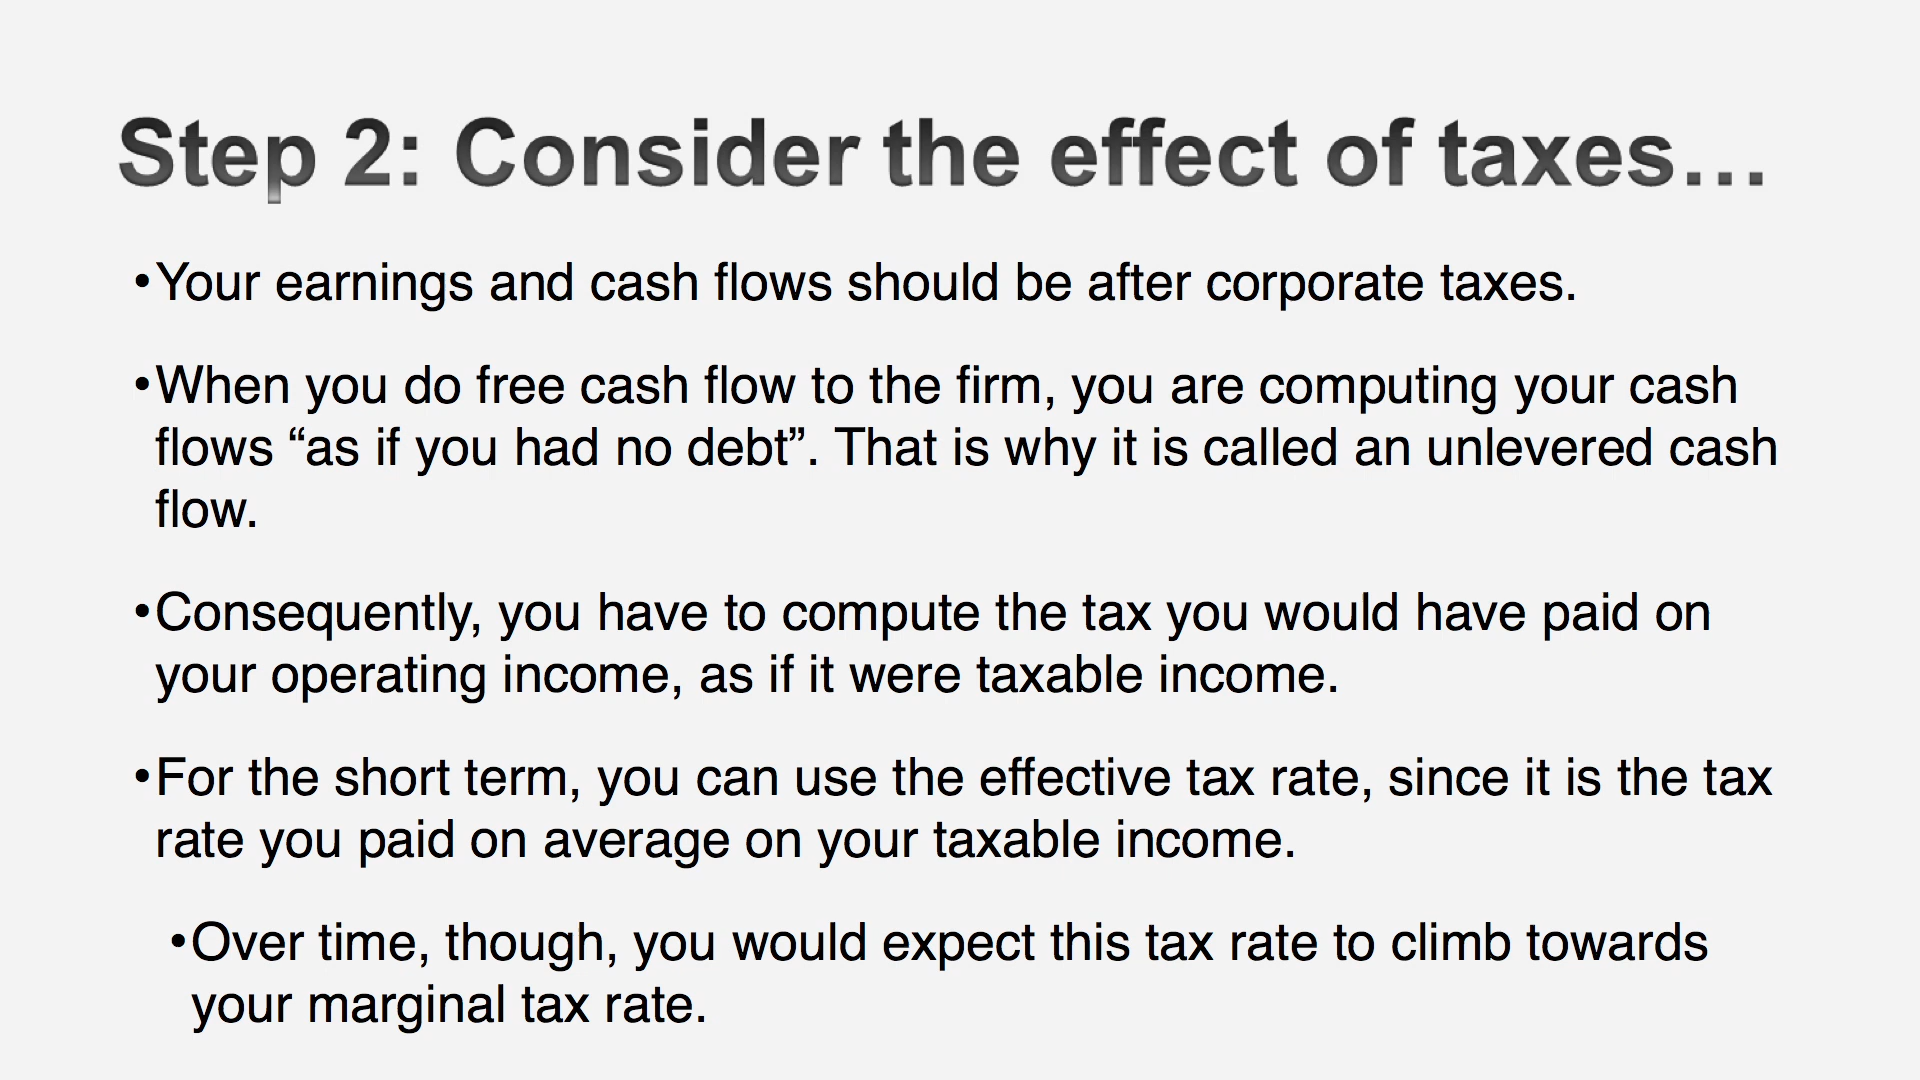 Step 2: Consider the effect of taxes…
•Your earnings and cash flows should be after corporate taxes.
•When you do free cash flow to the firm, you are computing your cash
flows “as if you had no debt”. That is why it is called an unlevered cash
flow.
•Consequently, you have to compute the tax you would have paid on
your operating income, as if it were taxable income.
•For the short term, you can use the effective tax rate, since it is the tax
rate you paid on average on your taxable income.
•Over time, though, you would expect this tax rate to climb towards
your marginal tax rate.